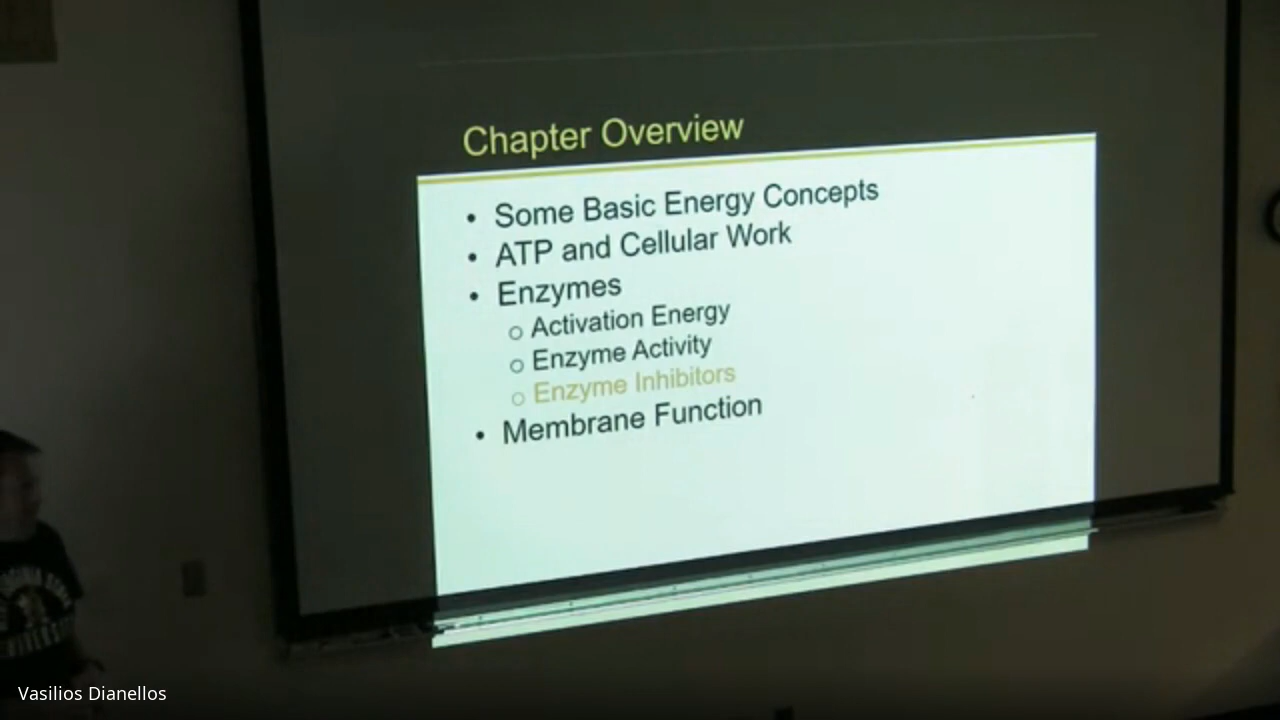 Chapter Overview
• Some Basic Energy Concepts
• ATP and Cellular Work
• Enzymes
○ Activation Energy
○ Enzyme Activity
○ Enzyme Inhibitors
• Membrane Function
Vasilios Dianellos